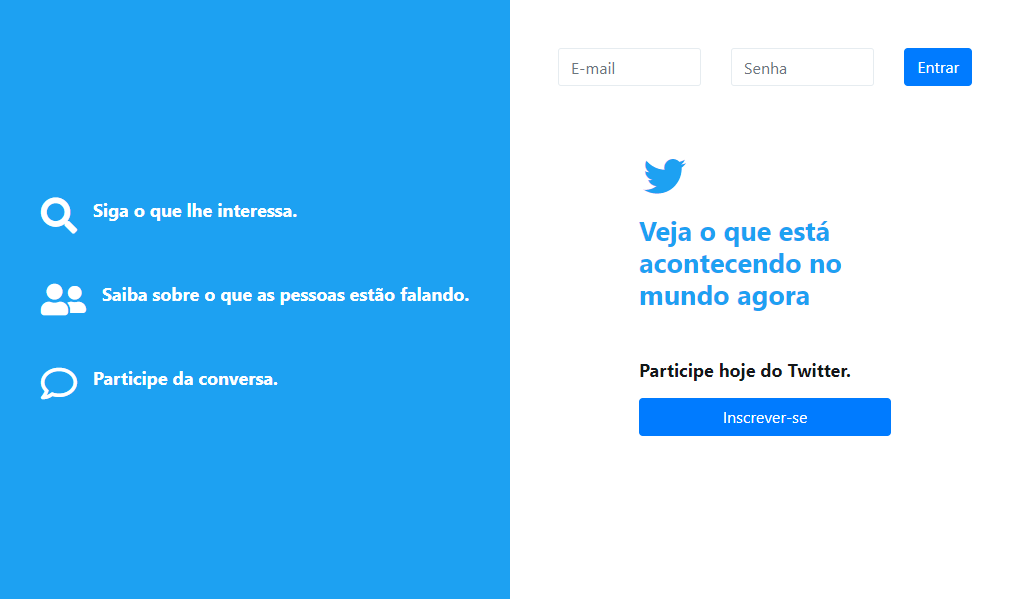 Siga o que lhe interessa.
Saiba sobre o que as pessoas estão falando.
Participe da conversa.
E-mail
Senha
Entrar
Veja o que está
acontecendo no
mundo agora
Participe hoje do Twitter.
Inscrever-se